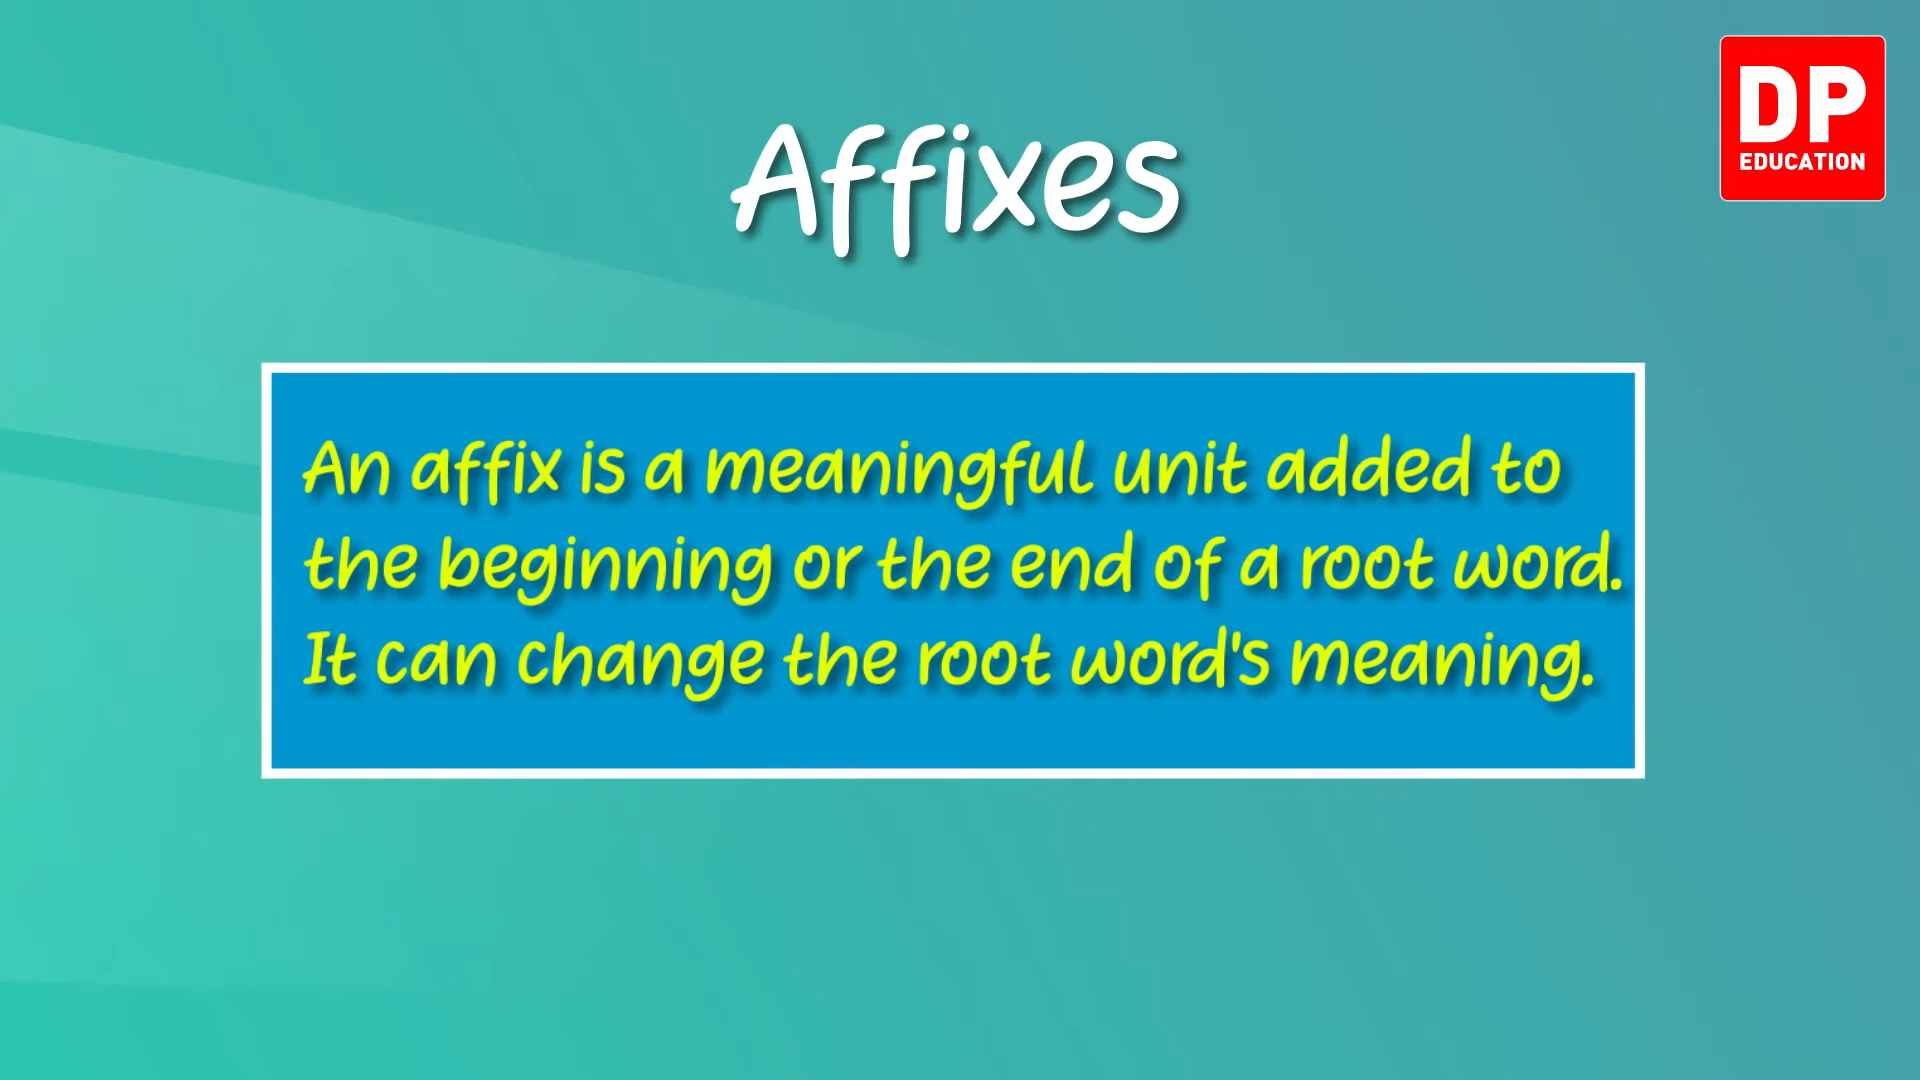 DP
EDUCATION
Affixes
An affix is a meaningful unit added to
the beginning or the end of a root word.
It can change the root word's meaning.